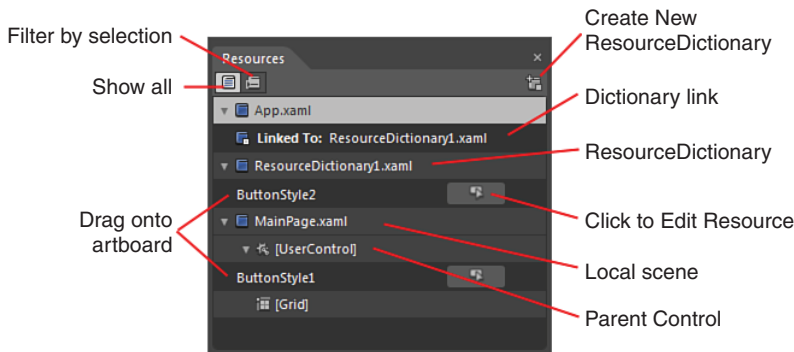 Filter by selection
Show all
Drag onto
artboard
Resources
App.xaml
Linked To: ResourceDictionary1.xaml
ResourceDictionary1.xaml
ButtonStyle2
MainPage.xaml
[UserControl]
ButtonStyle1
[Grid]
Create New
ResourceDictionary
Dictionary link
ResourceDictionary
Click to Edit Resource
Local scene
Parent Control